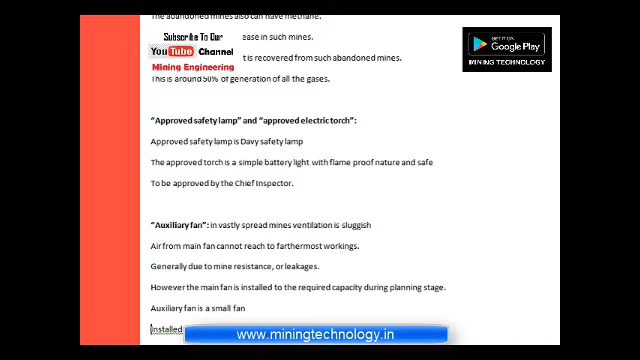 The abandoned mines also can have methane.
Subscribe To Our
ease in such mines.
You Tube Channel
t is recovered from such abandoned mines.
Mining Engineering
GET IT ON
Google Play
MINING TECHNOLOGY
This is around 50% of generation of all the gases.
"Approved safety lamp" and "approved electric torch":
Approved safety lamp is Davy safety lamp
The approved torch is a simple battery light with flame proof nature and safe
To be approved by the Chief Inspector.
"Auxiliary fan": in vastly spread mines ventilation is sluggish
Air from main fan cannot reach to farthermost workings.
Generally due to mine resistance, or leakages.
However the main fan is installed to the required capacity during planning stage.
Auxiliary fan is a small fan
Installed
www.miningtechnology.in